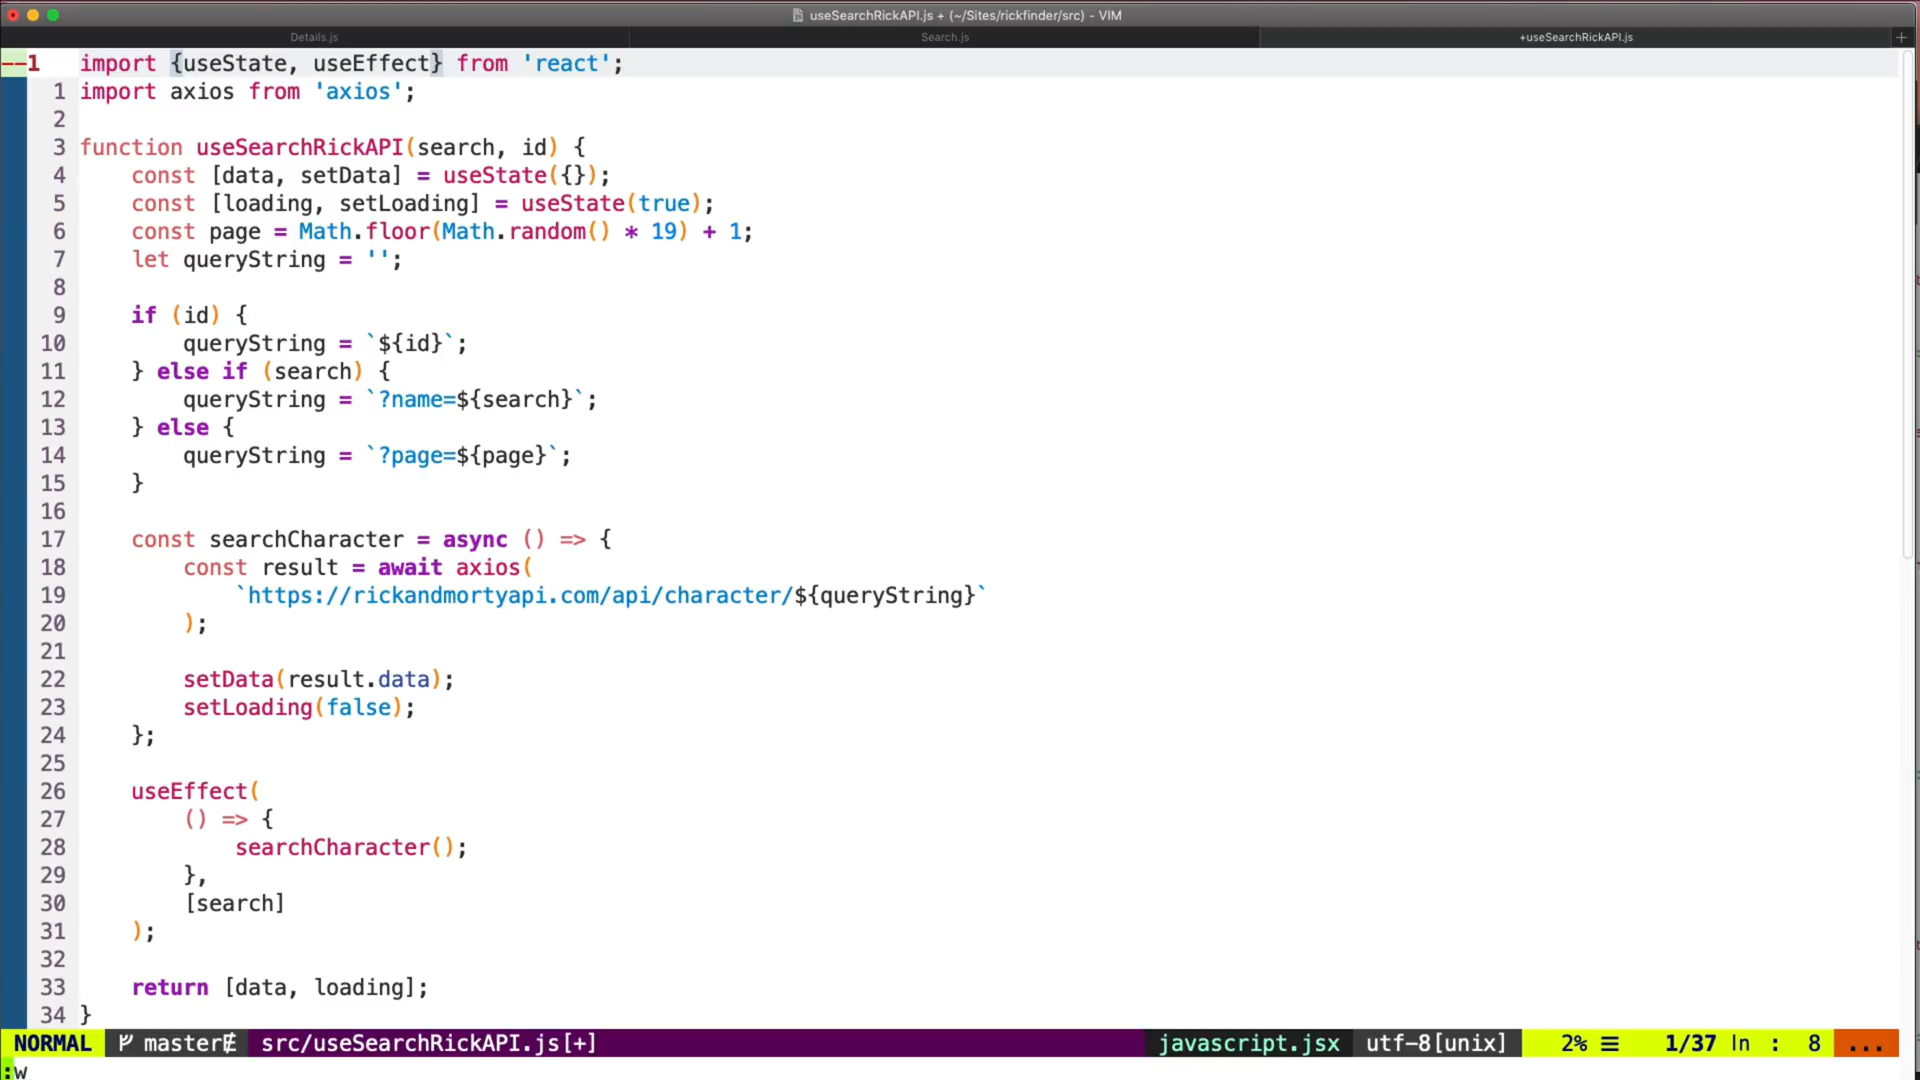 useSearchRickAPI.js + (~/Sites/rickfinder/src) - VIM
Details.js Search.js +useSearchRickAPI.js +
--1 import {useState, useEffect} from 'react';
1 import axios from 'axios';
2
3 function useSearchRickAPI(search, id) {
4     const [data, setData] = useState({});
5     const [loading, setLoading] = useState(true);
6     const page = Math.floor(Math.random() * 19) + 1;
7     let queryString = '';
8
9     if (id) {
10         queryString = `${id}`;
11     } else if (search) {
12         queryString = `?name=${search}`;
13     } else {
14         queryString = `?page=${page}`;
15     }
16
17     const searchCharacter = async () => {
18         const result = await axios(
19             `https://rickandmortyapi.com/api/character/${queryString}`
20         );
21
22         setData(result.data);
23         setLoading(false);
24     };
25
26     useEffect(
27         () => {
28             searchCharacter();
29         },
30         [search]
31     );
32
33     return [data, loading];
34 }
NORMAL master src/useSearchRickAPI.js[+] javascript.jsx utf-8[unix] 2% ☰ 1/37 ln : 8 ...
:w